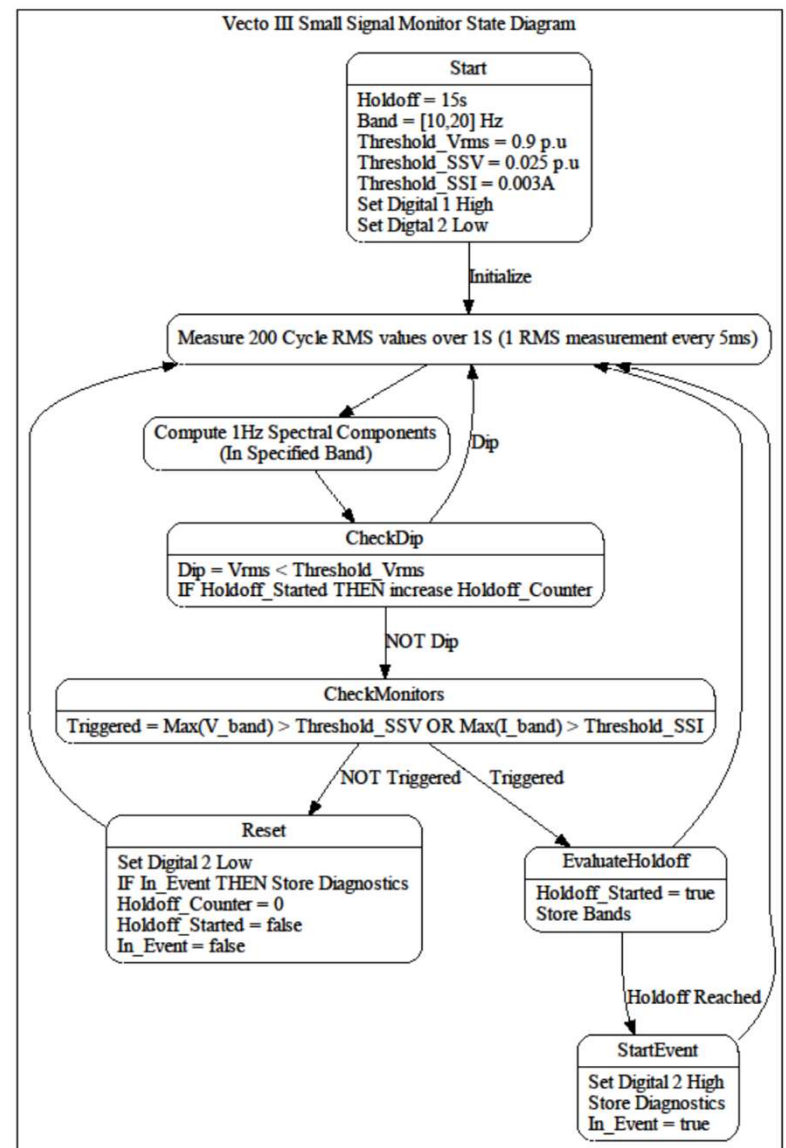 Vecto III Small Signal Monitor State Diagram
Start
Holdoff = 15s
Band = [10,20] Hz
Threshold_Vrms = 0.9 p.u
Threshold_SSV = 0.025 p.u
Threshold_SSI = 0.003A
Set Digital 1 High
Set Digtal 2 Low
Initialize
Measure 200 Cycle RMS values over 1S (1 RMS measurement every 5ms)
Compute 1Hz Spectral Components
(In Specified Band)
Dip
CheckDip
Dip = Vrms < Threshold_Vrms
IF Holdoff_Started THEN increase Holdoff_Counter
NOT Dip
CheckMonitors
Triggered = Max(V_band) > Threshold_SSV OR Max(I_band) > Threshold_SSI
NOT Triggered
Triggered
Reset
Set Digital 2 Low
IF In_Event THEN Store Diagnostics
Holdoff_Counter = 0
Holdoff_Started = false
In_Event = false
EvaluateHoldoff
Holdoff_Started = true
Store Bands
Holdoff Reached
StartEvent
Set Digital 2 High
Store Diagnostics
In_Event = true